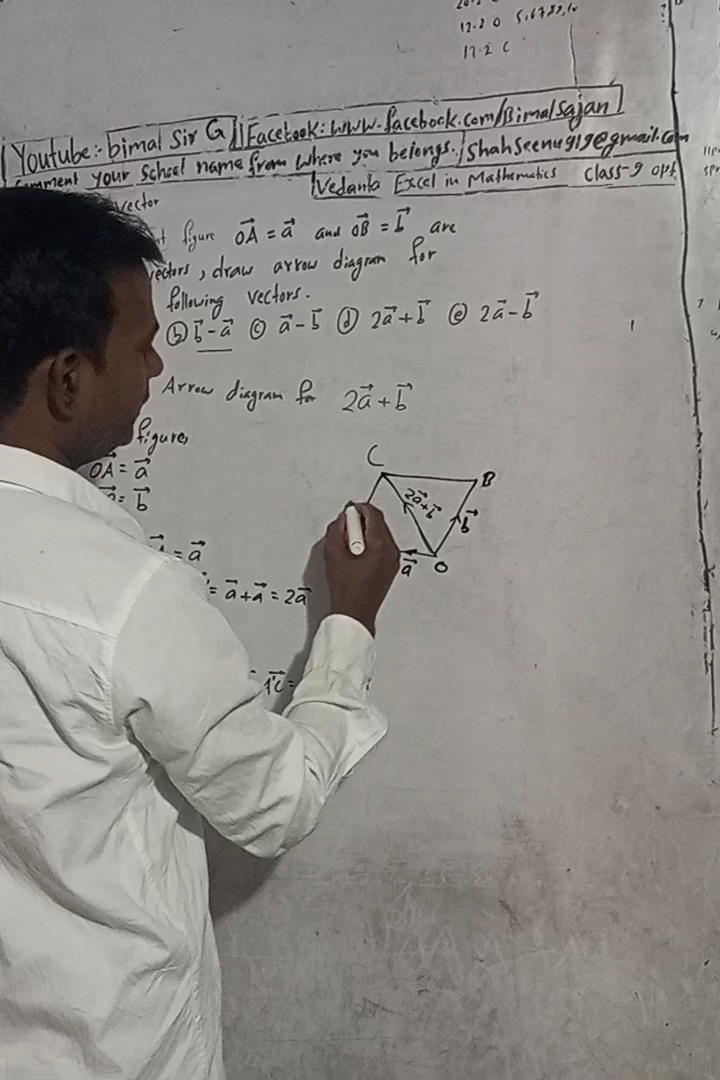 17.2 0
17.2 C
Youtube:- bimal Sir G || Facebook: www.facebook.com/Bimalsajan
comment your School name from where you belongs. / Shahseenu919@gmail.com
Vedanta Excel in Mathematics Class-9 opt
vector
figure OA⃗ = a⃗ and OB⃗ = b⃗ are
vectors, draw arrow diagram for
following vectors.
ⓑ b⃗ - a⃗ ⓒ a⃗ - b⃗ ⓓ 2a⃗ + b⃗ ⓔ 2a⃗ - b⃗
Arrow diagram for 2a⃗ + b⃗
figure,
OA⃗ = a⃗
= b⃗
= a⃗
= a⃗ + a⃗ = 2a⃗
A'C⃗ =
C
B
2a⃗ + b⃗
b⃗
a⃗
O